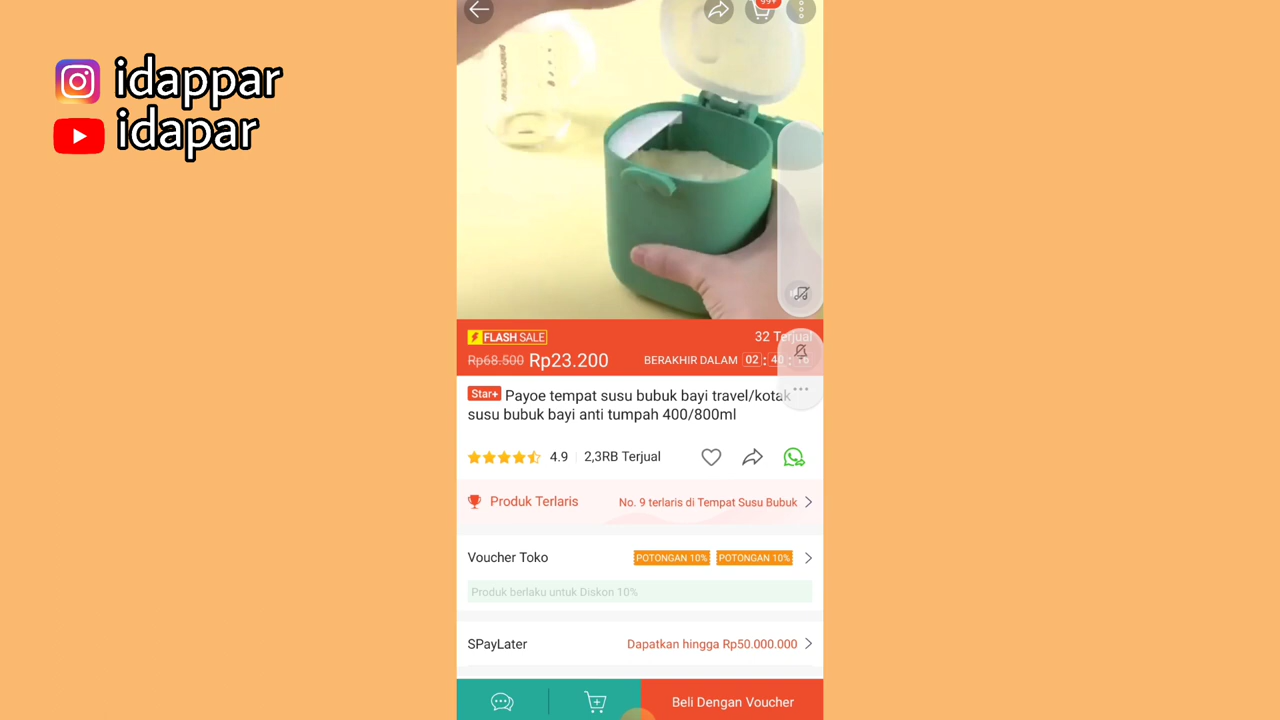 idappar
idapar
99+
FLASH SALE
32 Terjual
Rp68.500 Rp23.200
BERAKHIR DALAM 02 : 40 : 16
Star+ Payoe tempat susu bubuk bayi travel/kotak
susu bubuk bayi anti tumpah 400/800ml
4.9 2,3RB Terjual
Produk Terlaris
No. 9 terlaris di Tempat Susu Bubuk
Voucher Toko
POTONGAN 10% POTONGAN 10%
Produk berlaku untuk Diskon 10%
SPayLater
Dapatkan hingga Rp50.000.000
Beli Dengan Voucher